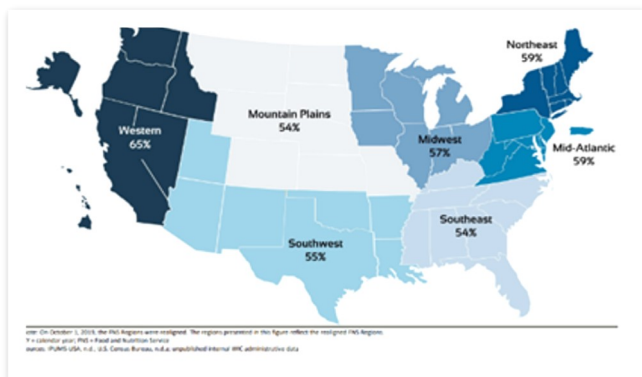 Northeast
59%
Mountain Plains
54%
Western
65%
Midwest
57%
Mid-Atlantic
59%
Southeast
54%
Southwest
55%
On October 1, 2019, the FNS Regions were realigned. The regions presented in this figure reflect the realigned FNS Regions.
Y = calendar year; FNS = Food and Nutrition Service
IPUMS USA, n.d.; U.S. Census Bureau, n.d.a; unpublished internal WIC administrative data